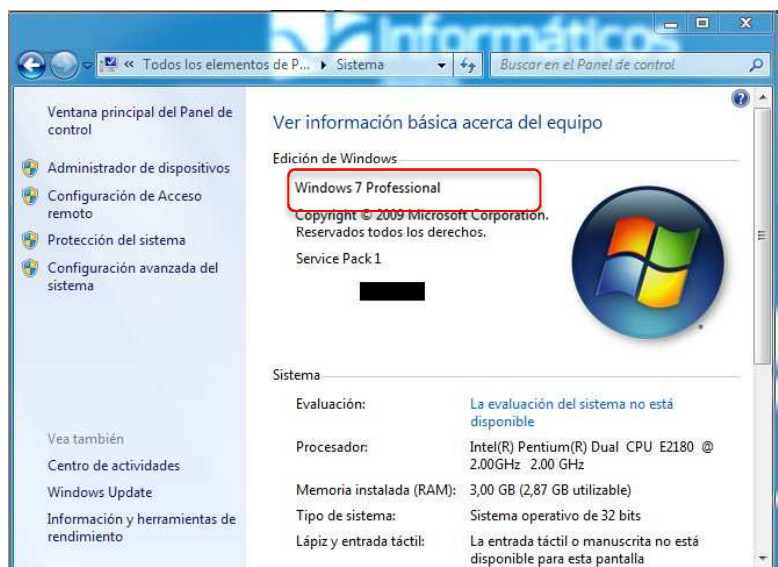 Informáticos
« Todos los elementos de P... ▸ Sistema
Buscar en el Panel de control
Ventana principal del Panel de
control
Administrador de dispositivos
Configuración de Acceso
remoto
Protección del sistema
Configuración avanzada del
sistema
Vea también
Centro de actividades
Windows Update
Información y herramientas de
rendimiento
Ver información básica acerca del equipo
Edición de Windows
Windows 7 Professional
Copyright © 2009 Microsoft Corporation.
Reservados todos los derechos.
Service Pack 1
Sistema
Evaluación: La evaluación del sistema no está
disponible
Procesador: Intel(R) Pentium(R) Dual CPU E2180 @
2.00GHz 2.00 GHz
Memoria instalada (RAM): 3,00 GB (2,87 GB utilizable)
Tipo de sistema: Sistema operativo de 32 bits
Lápiz y entrada táctil: La entrada táctil o manuscrita no está
disponible para esta pantalla